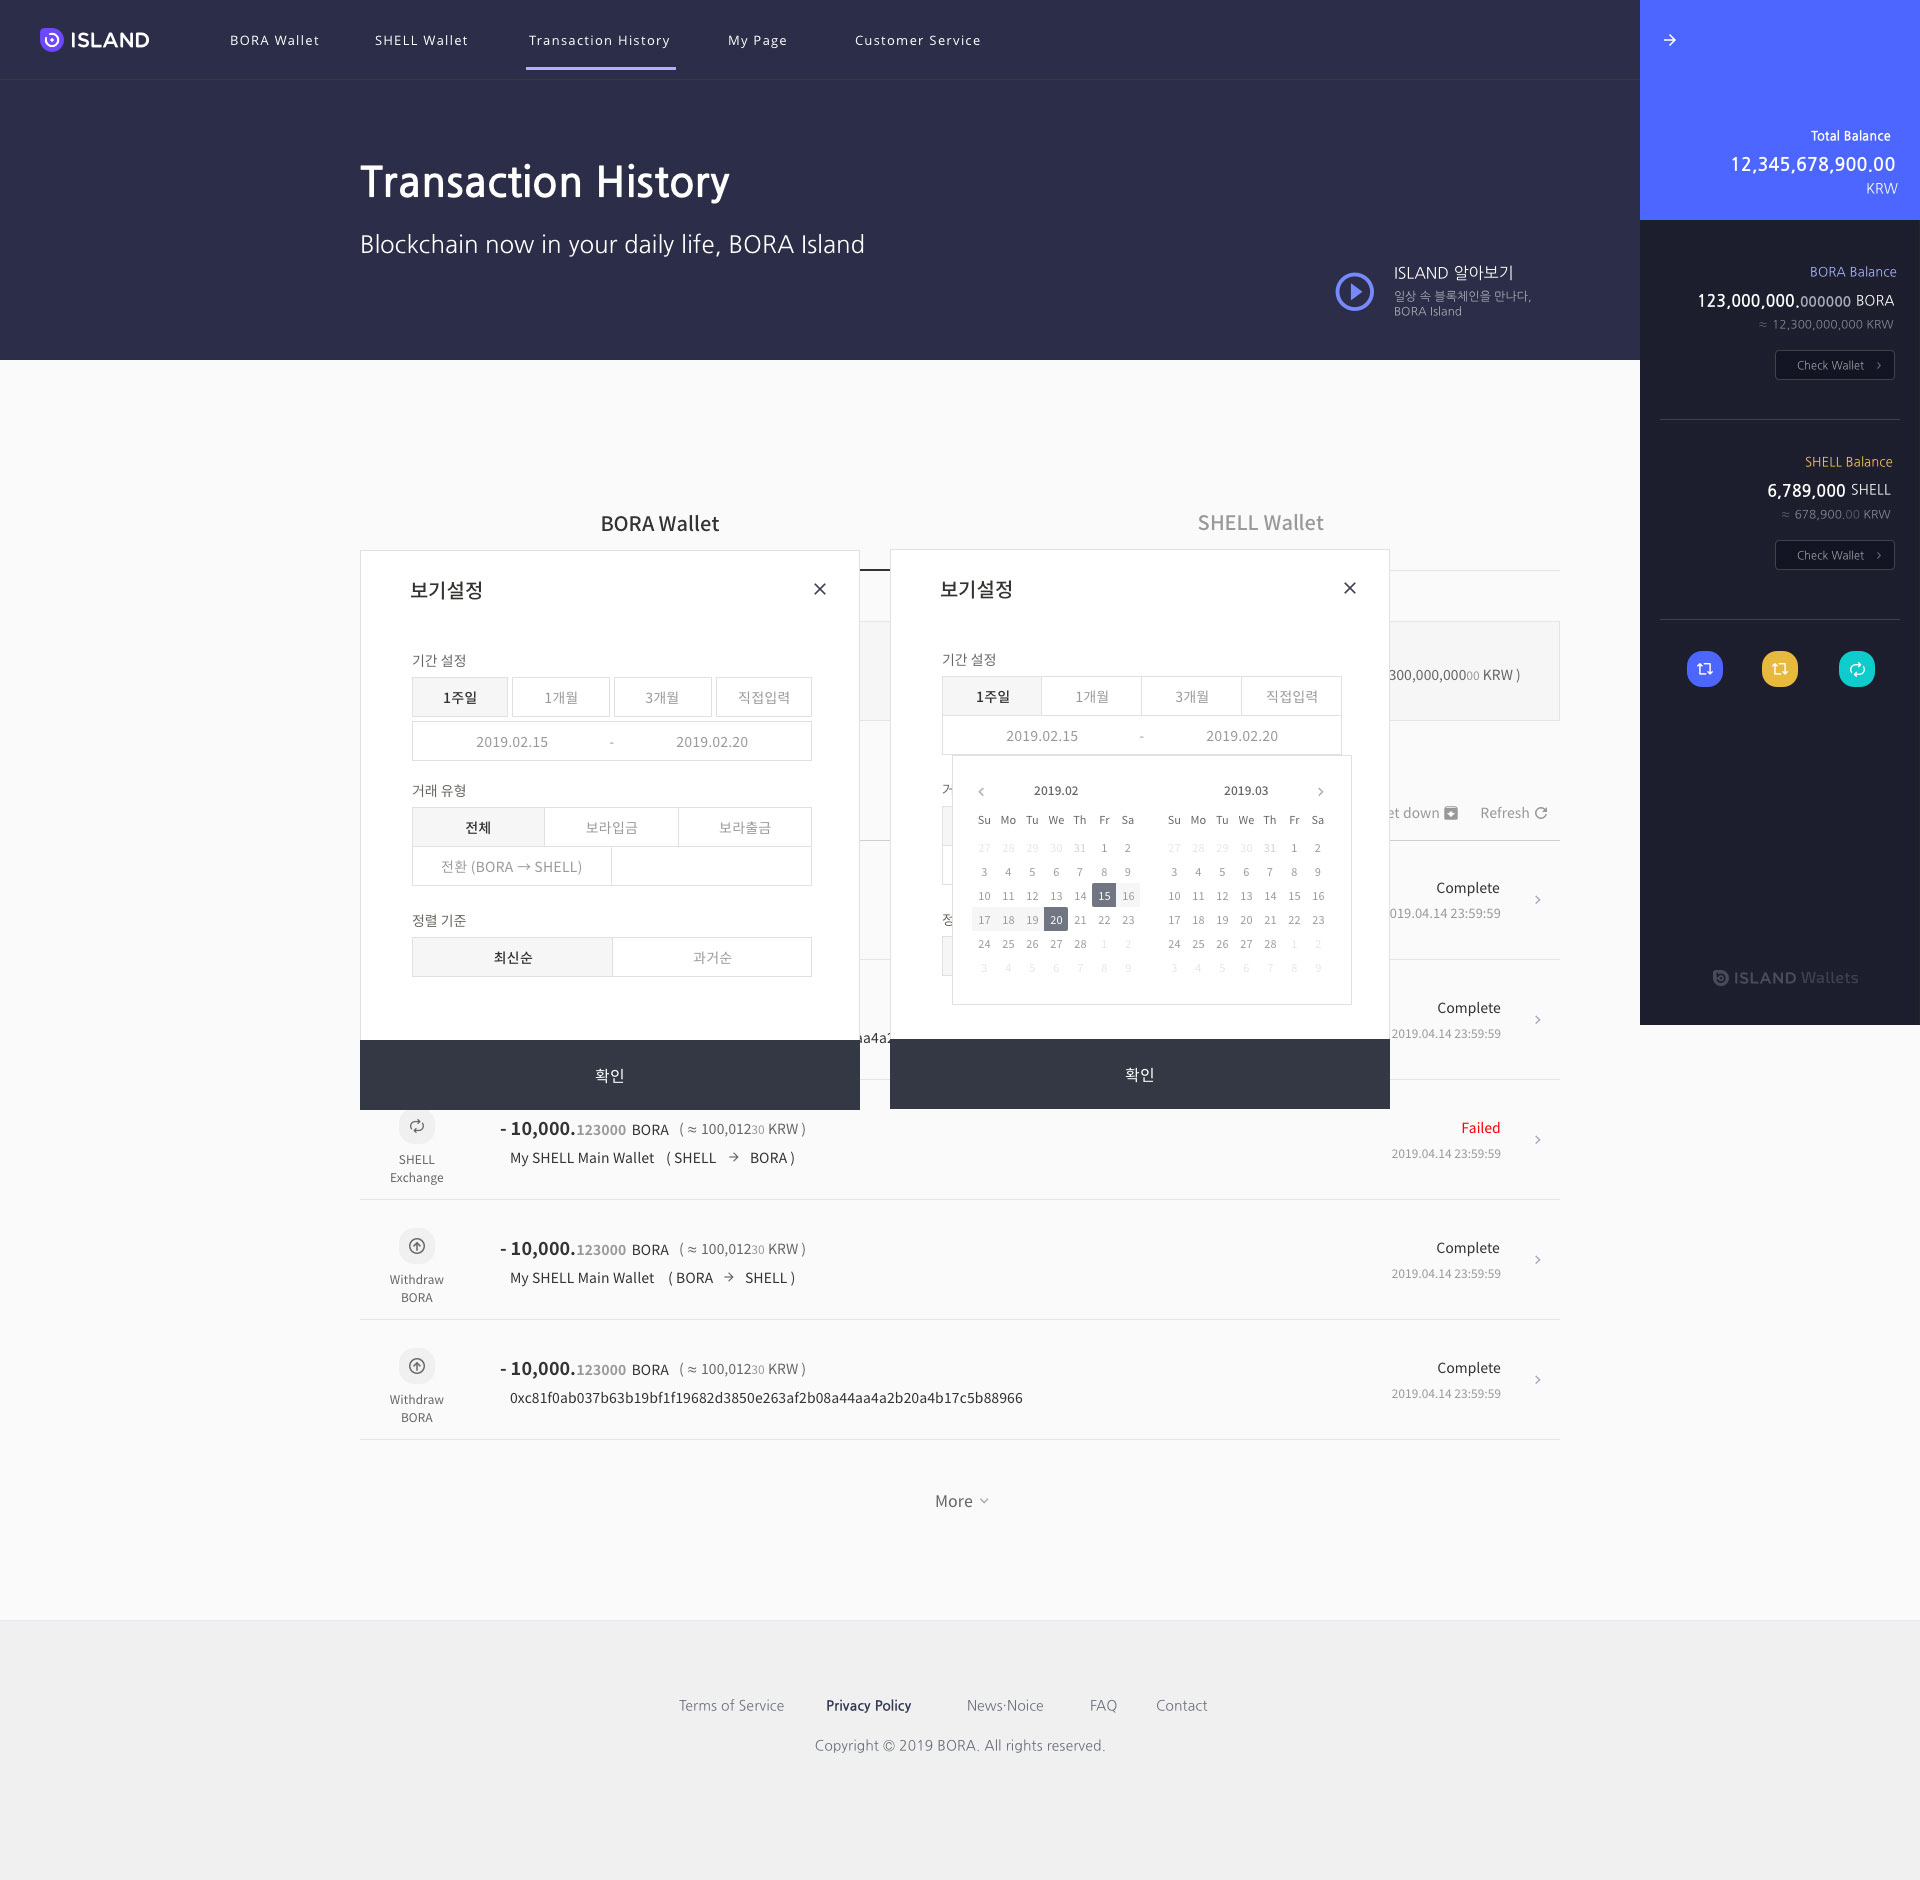 ISLAND
BORA Wallet SHELL Wallet Transaction History My Page Customer Service
Transaction History
Blockchain now in your daily life, BORA Island
ISLAND 알아보기
일상 속 블록체인을 만나다,
BORA Island
Total Balance
12,345,678,900.00
KRW
BORA Balance
123,000,000.000000 BORA
≈ 12,300,000,000 KRW
Check Wallet
SHELL Balance
6,789,000 SHELL
≈ 678,900.00 KRW
Check Wallet
ISLAND Wallets
BORA Wallet SHELL Wallet
보기설정
기간 설정
1주일 1개월 3개월 직접입력
2019.02.15 - 2019.02.20
거래 유형
전체 보라입금 보라출금
전환 (BORA → SHELL)
정렬 기준
최신순 과거순
확인
보기설정
기간 설정
1주일 1개월 3개월 직접입력
2019.02.15 - 2019.02.20
2019.02 2019.03
Su Mo Tu We Th Fr Sa Su Mo Tu We Th Fr Sa
27 28 29 30 31 1 2 27 28 29 30 31 1 2
3 4 5 6 7 8 9 3 4 5 6 7 8 9
10 11 12 13 14 15 16 10 11 12 13 14 15 16
17 18 19 20 21 22 23 17 18 19 20 21 22 23
24 25 26 27 28 1 2 24 25 26 27 28 1 2
3 4 5 6 7 8 9 3 4 5 6 7 8 9
확인
300,000,00000 KRW )
down Refresh
Complete
019.04.14 23:59:59
Complete
2019.04.14 23:59:59
SHELL
Exchange
- 10,000.123000 BORA ( ≈ 100,01230 KRW )
My SHELL Main Wallet ( SHELL → BORA )
Failed
2019.04.14 23:59:59
Withdraw
BORA
- 10,000.123000 BORA ( ≈ 100,01230 KRW )
My SHELL Main Wallet ( BORA → SHELL )
Complete
2019.04.14 23:59:59
Withdraw
BORA
- 10,000.123000 BORA ( ≈ 100,01230 KRW )
0xc81f0ab037b63b19bf1f19682d3850e263af2b08a44aa4a2b20a4b17c5b88966
Complete
2019.04.14 23:59:59
More
Terms of Service Privacy Policy News·Noice FAQ Contact
Copyright © 2019 BORA. All rights reserved.